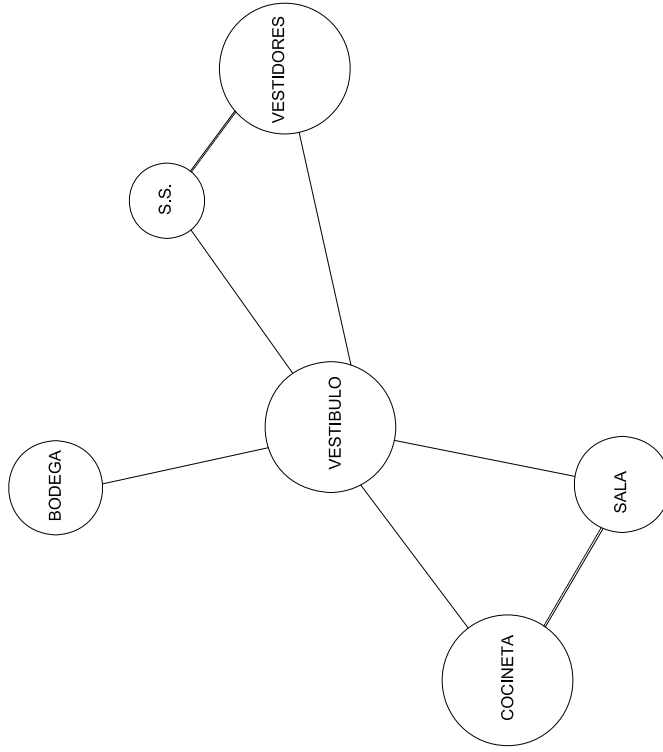 VESTIDORES
S.S.
VESTIBULO
BODEGA
SALA
COCINETA